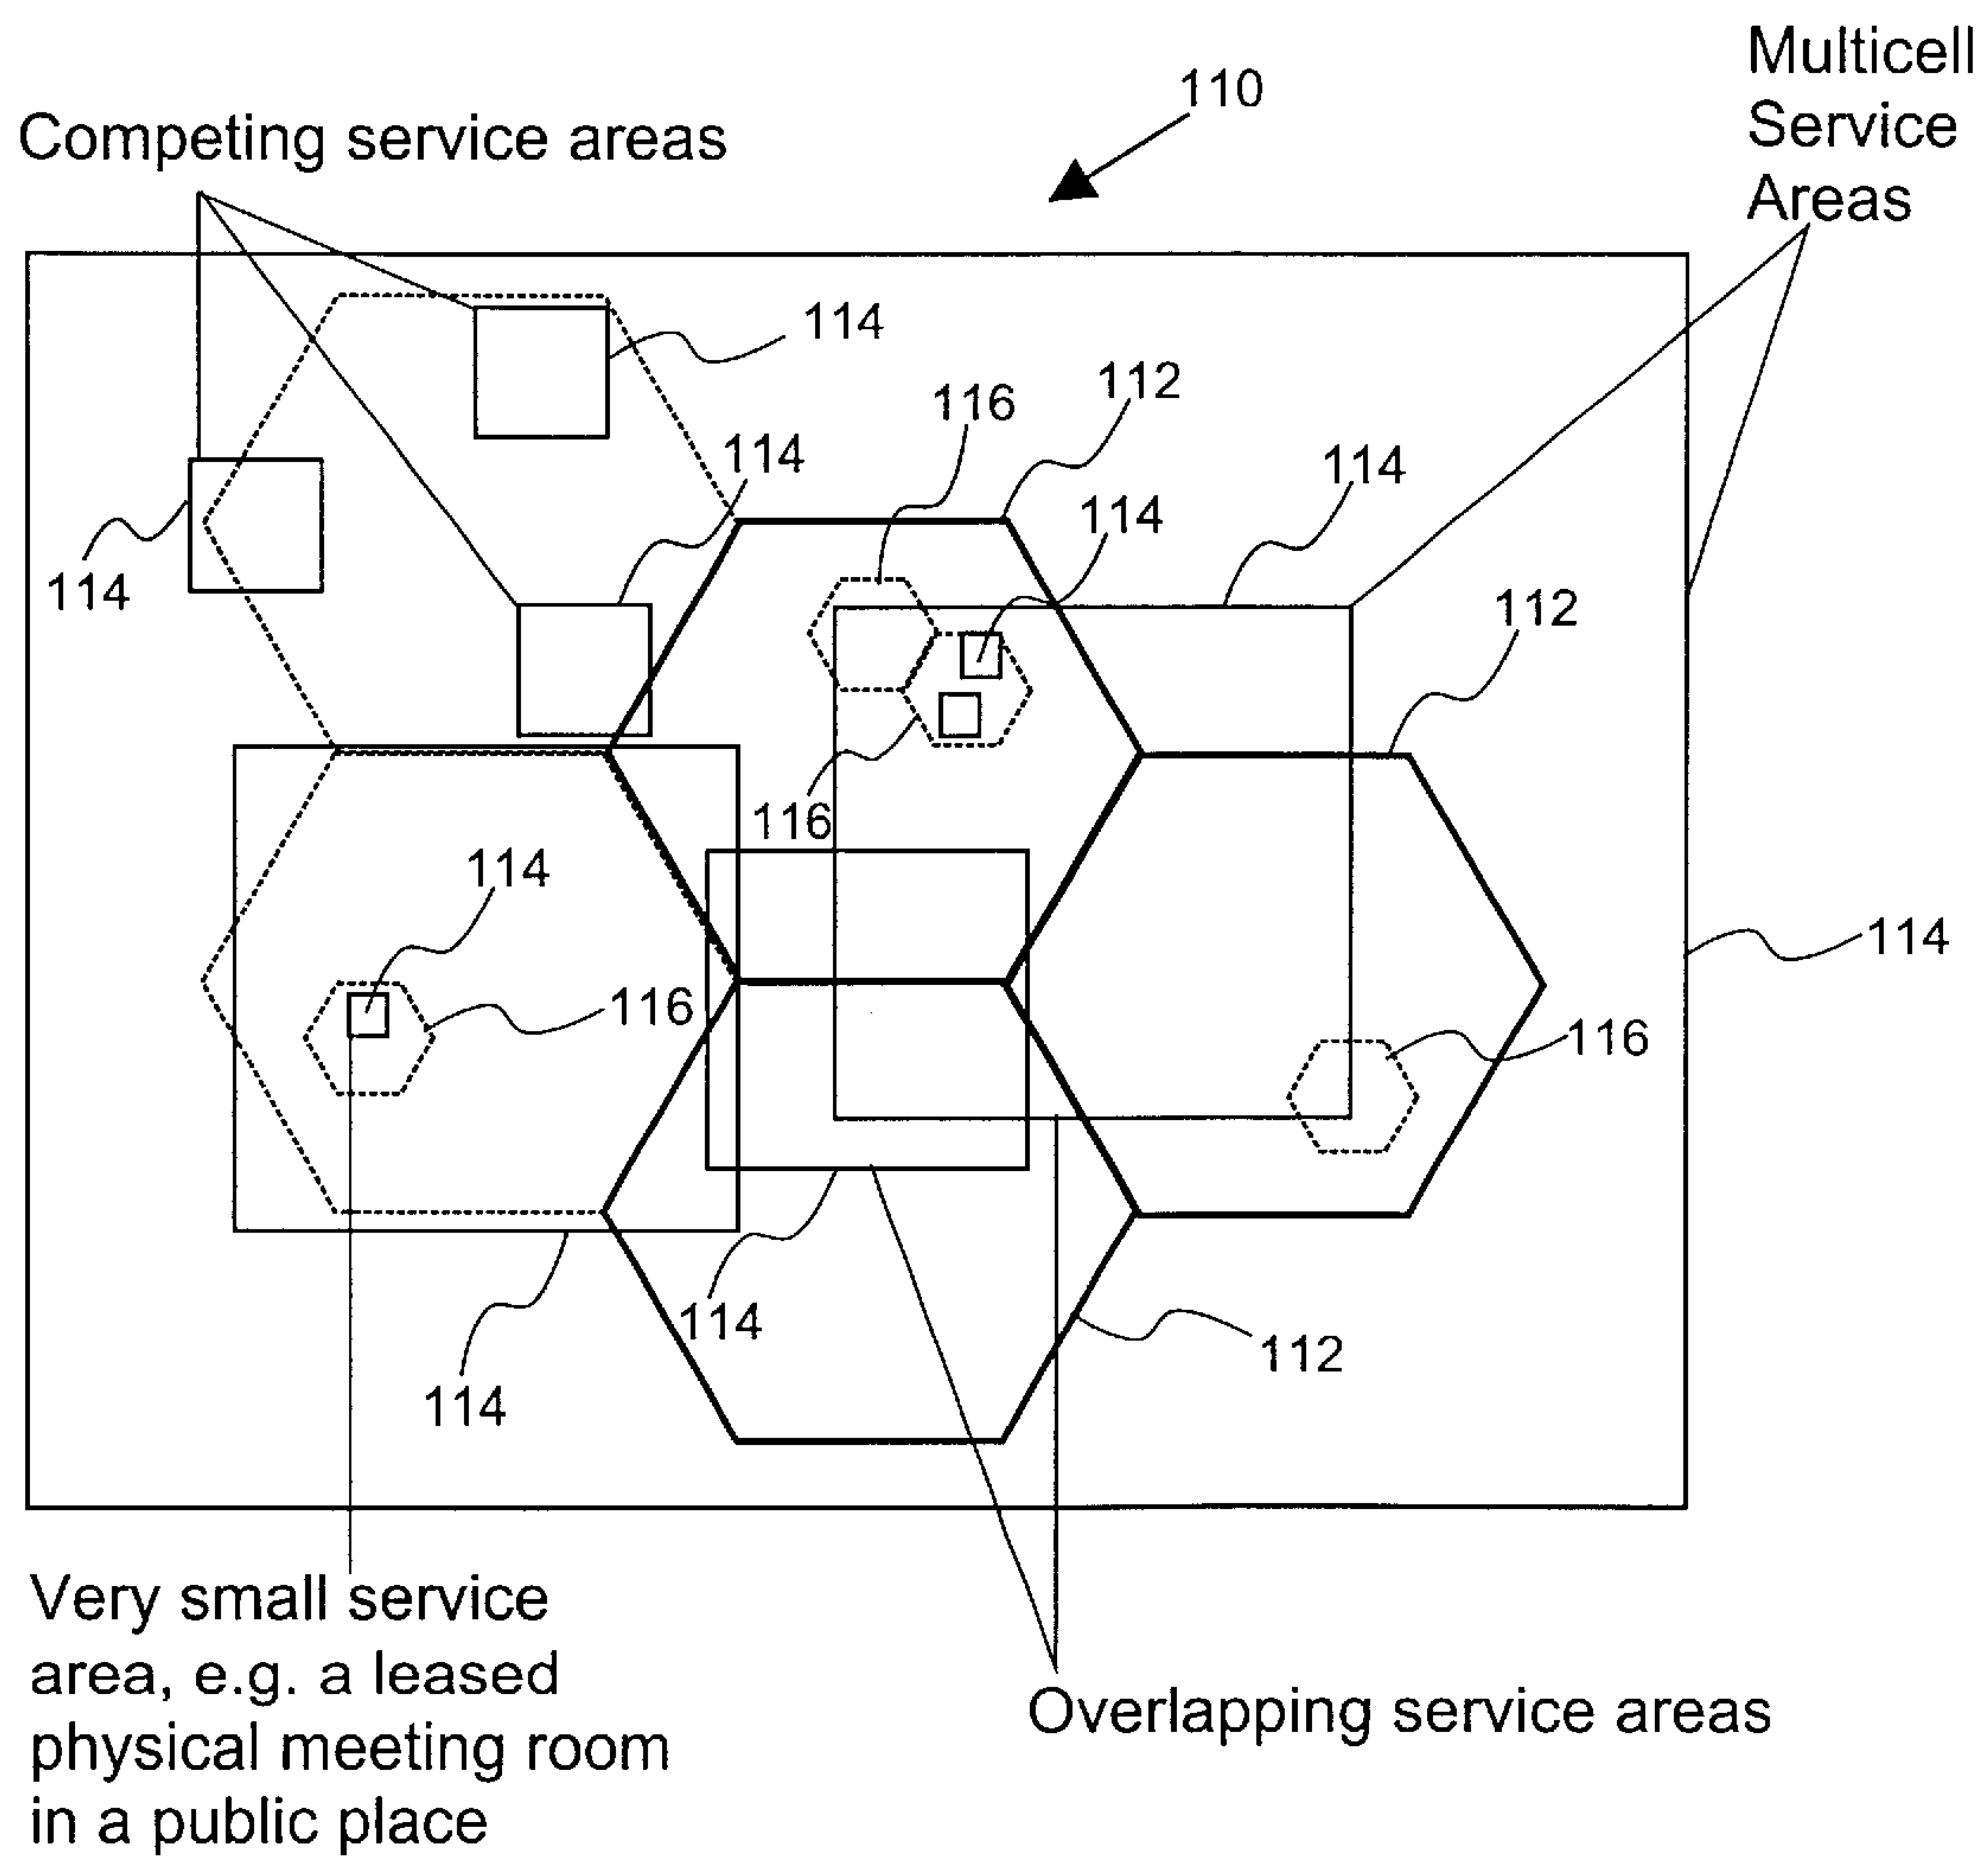 Multicell
Service
Areas
110
Competing service areas
114
112
116
114
114
114
114
112
116
114
114
116
116
114
112
114
Very small service
area, e.g. a leased
physical meeting room
in a public place
Overlapping service areas